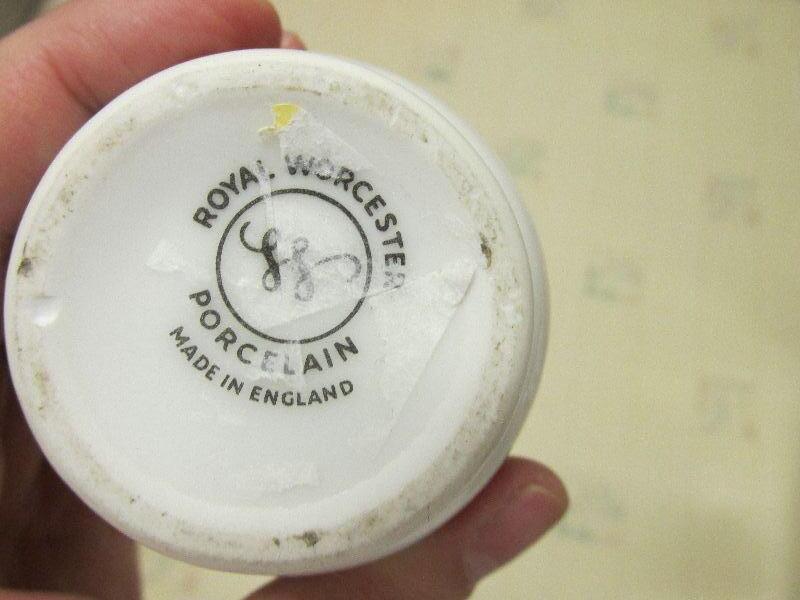 ROYAL WORCESTER
PORCELAIN
MADE IN ENGLAND